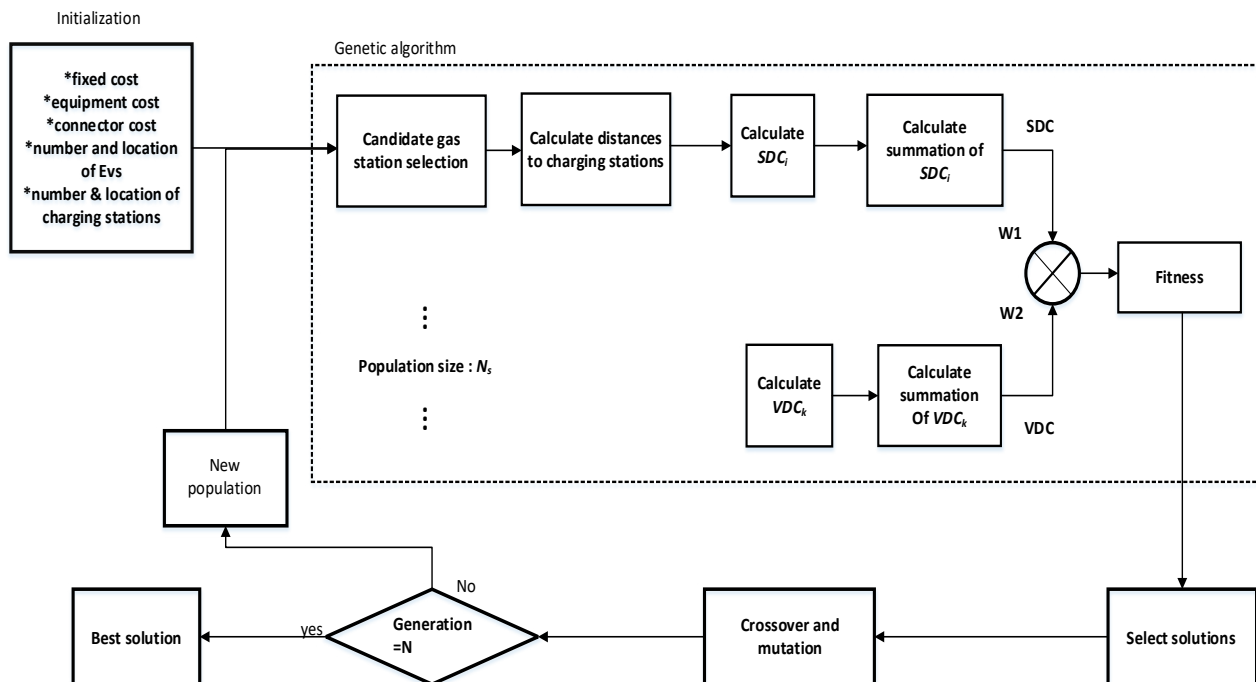 Initialization
*fixed cost
*equipment cost
*connector cost
*number and location
of Evs
*number & location of
charging stations
Genetic algorithm
Candidate gas
station selection
Calculate distances
to charging stations
Calculate
SDCi
Calculate
summation of
SDCi
SDC
W1
W2
Fitness
Population size : Ns
Calculate
VDCk
Calculate
summation
Of VDCk
VDC
New
population
No
Best solution
yes
Generation
=N
Crossover and
mutation
Select solutions